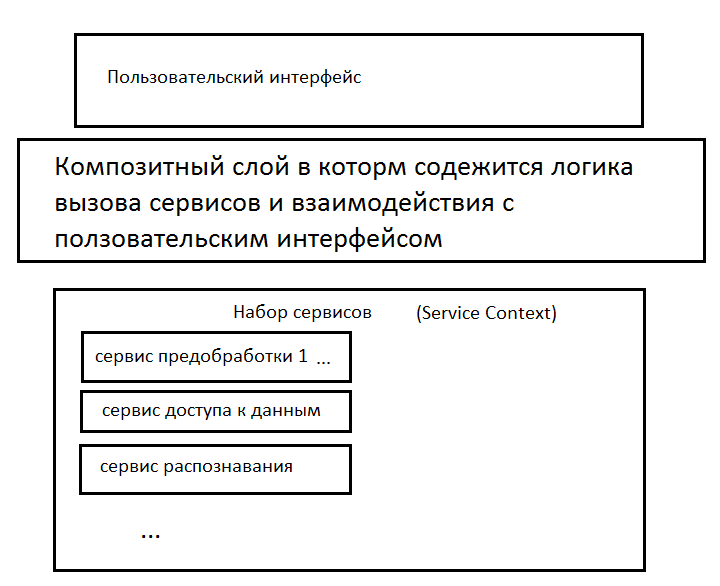 Пользовательский интерфейс
Композитный слой в которм содежится логика
вызова сервисов и взаимодействия с
ползовательским интерфейсом
Набор сервисов (Service Context)
сервис предобработки 1 ...
сервис доступа к данным
сервис распознавания
...